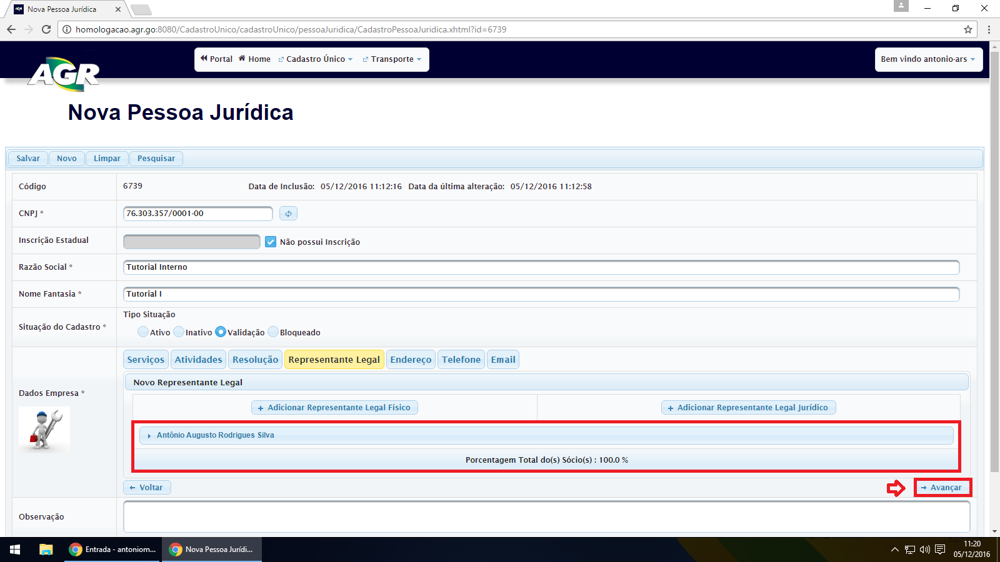 Nova Pessoa Jurídica
homologacao.agr.go:8080/CadastroUnico/cadastroUnico/pessoaJuridica/CadastroPessoaJuridica.xhtml?id=6739
AGR
Portal Home Cadastro Único Transporte
Bem vindo antonio-ars
Nova Pessoa Jurídica
Salvar Novo Limpar Pesquisar
Código 6739 Data de Inclusão: 05/12/2016 11:12:16 Data da última alteração: 05/12/2016 11:12:58
CNPJ * 76.303.357/0001-00
Inscrição Estadual Não possui Inscrição
Razão Social * Tutorial Interno
Nome Fantasia * Tutorial I
Tipo Situação
Situação do Cadastro * Ativo Inativo Validação Bloqueado
Serviços Atividades Resolução Representante Legal Endereço Telefone Email
Novo Representante Legal
Dados Empresa *
+ Adicionar Representante Legal Físico + Adicionar Representante Legal Jurídico
Antônio Augusto Rodrigues Silva
Porcentagem Total do(s) Sócio(s) : 100.0 %
Voltar Avançar
Observação
Entrada - antoniom... Nova Pessoa Jurídi...
11:20
05/12/2016